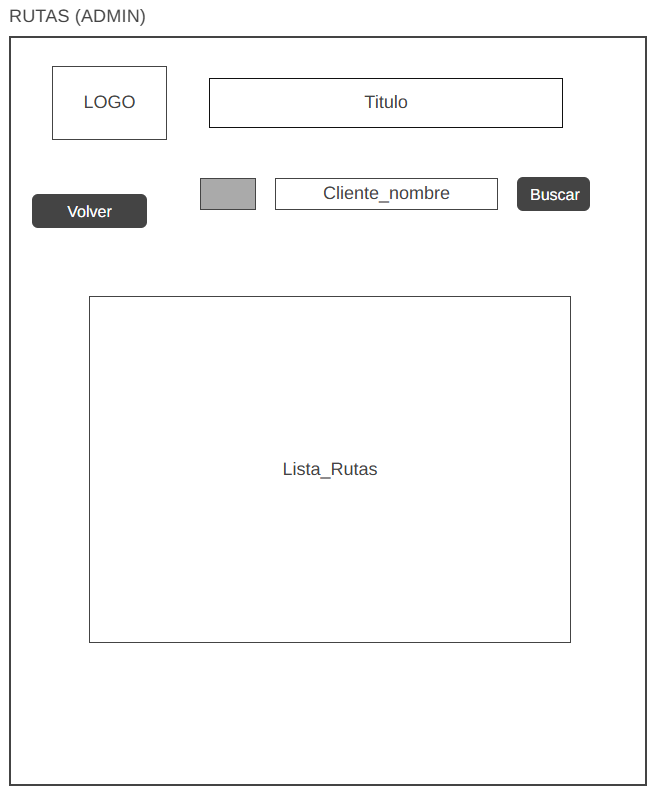 RUTAS (ADMIN)
LOGO
Titulo
Volver
Cliente_nombre
Buscar
Lista_Rutas